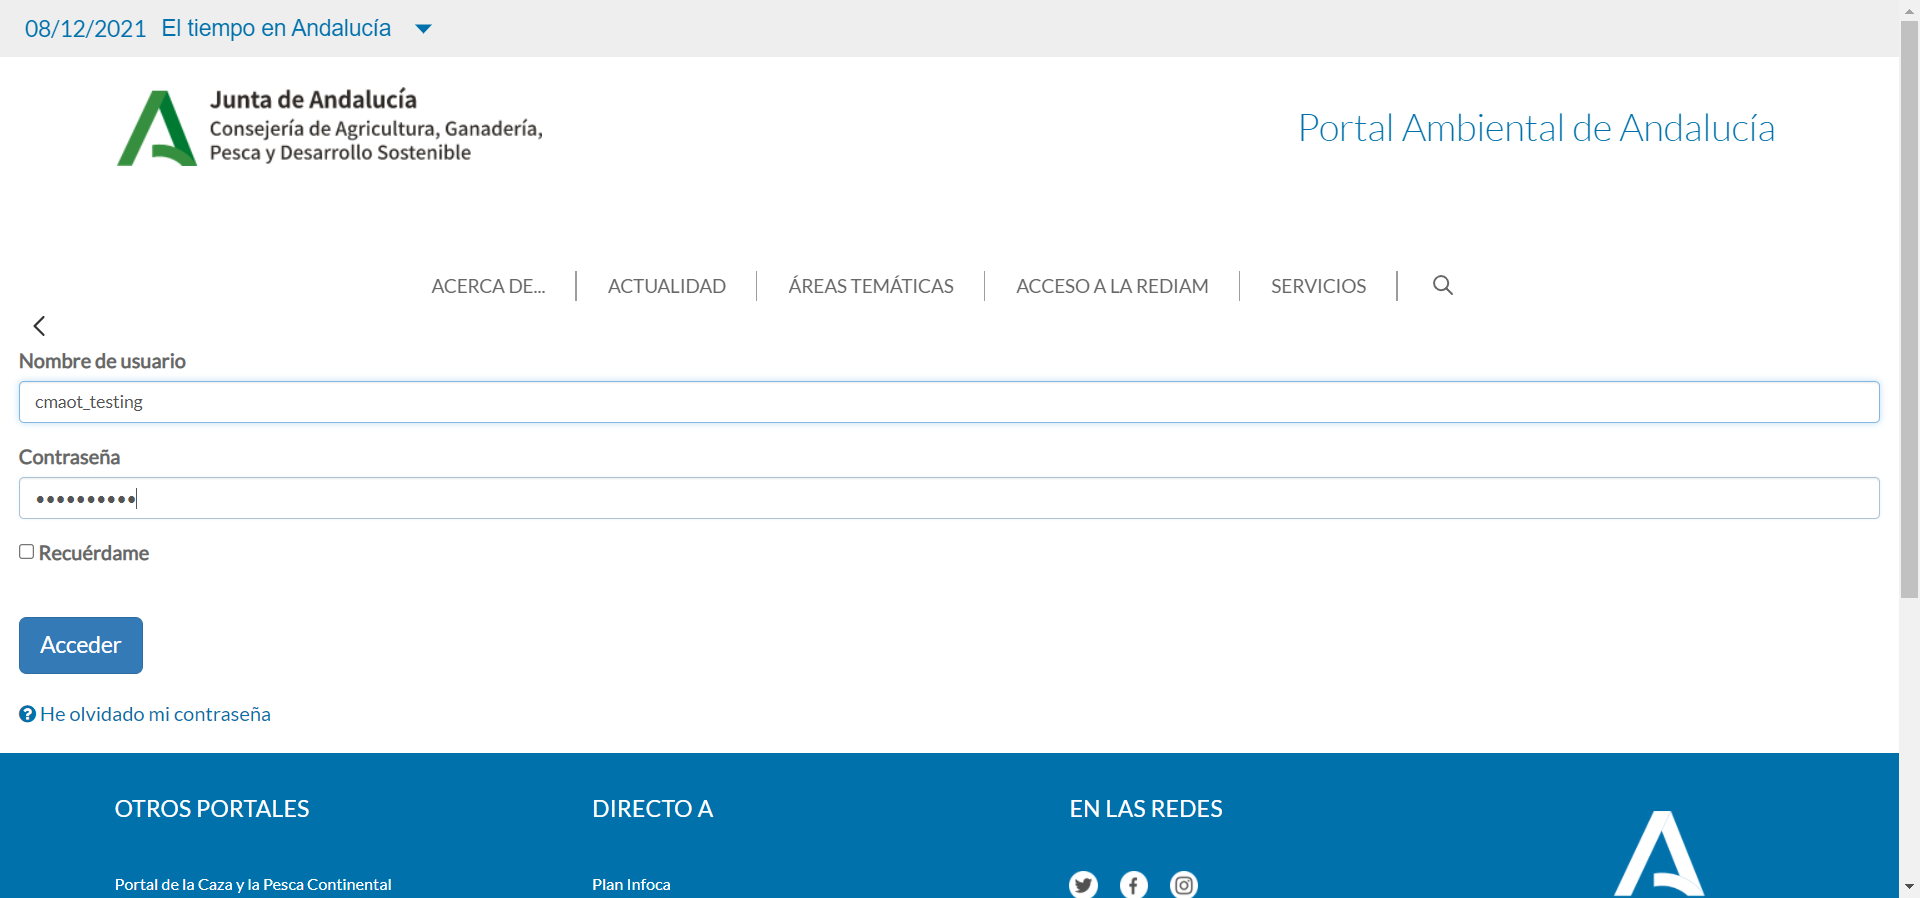 08/12/2021 El tiempo en Andalucía
Junta de Andalucía
Consejería de Agricultura, Ganadería,
Pesca y Desarrollo Sostenible
Portal Ambiental de Andalucía
ACERCA DE... ACTUALIDAD ÁREAS TEMÁTICAS ACCESO A LA REDIAM SERVICIOS
Nombre de usuario
cmaot_testing
Contraseña
••••••••••
Recuérdame
Acceder
He olvidado mi contraseña
OTROS PORTALES DIRECTO A EN LAS REDES
Portal de la Caza y la Pesca Continental Plan Infoca